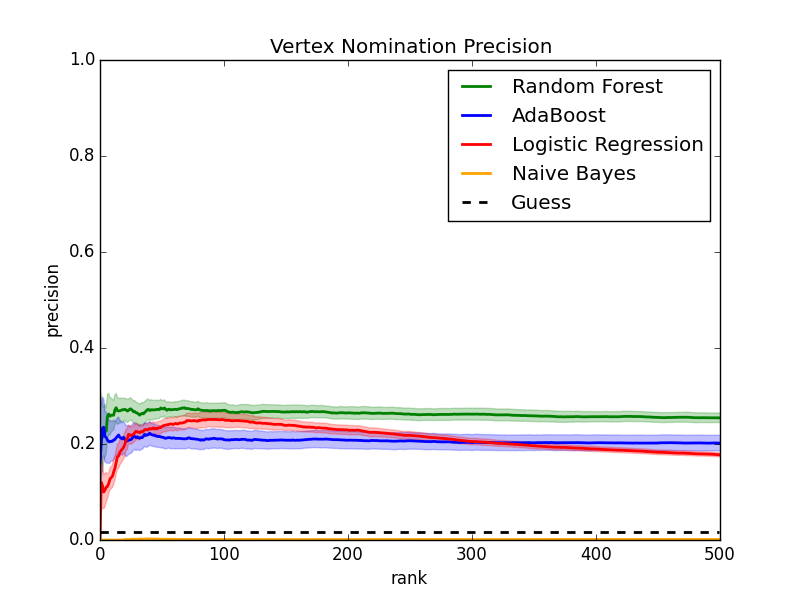 Vertex Nomination Precision
1.0
0.8
0.6
0.4
0.2
0.0
precision
Random Forest
AdaBoost
Logistic Regression
Naive Bayes
Guess
0 100 200 300 400 500
rank